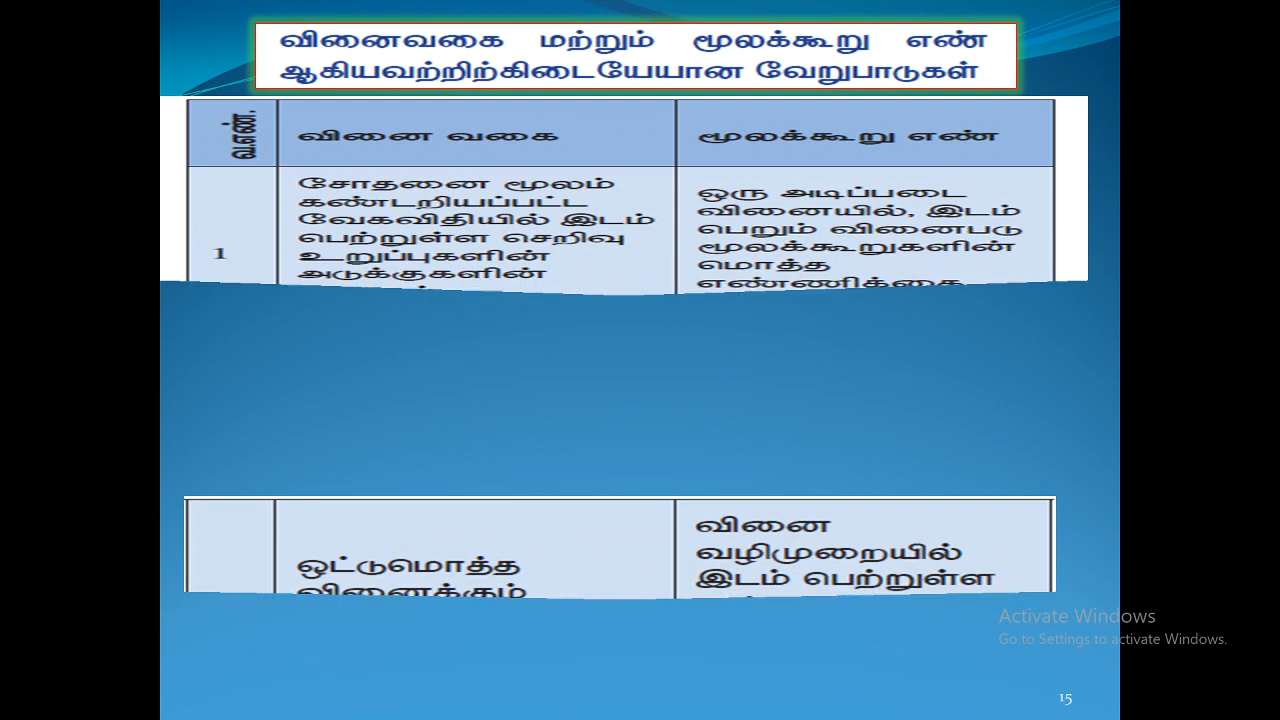 வினைவகை மற்றும் மூலக்கூறு எண்
ஆகியவற்றிற்கிடையேயான வேறுபாடுகள்
வ.எண்.
வினை வகை
மூலக்கூறு எண்
1
சோதனை மூலம்
கண்டறியப்பட்ட
வேகவிதியில் இடம்
பெற்றுள்ள செறிவு
உறுப்புகளின்
அடுக்குகளின்
ஒரு அடிப்படை
வினையில், இடம்
பெறும் வினைபடு
மூலக்கூறுகளின்
மொத்த
எண்ணிக்கை
ஒட்டுமொத்த
வினைக்கும்
வினை
வழிமுறையில்
இடம் பெற்றுள்ள
Activate Windows
Go to Settings to activate Windows.
15